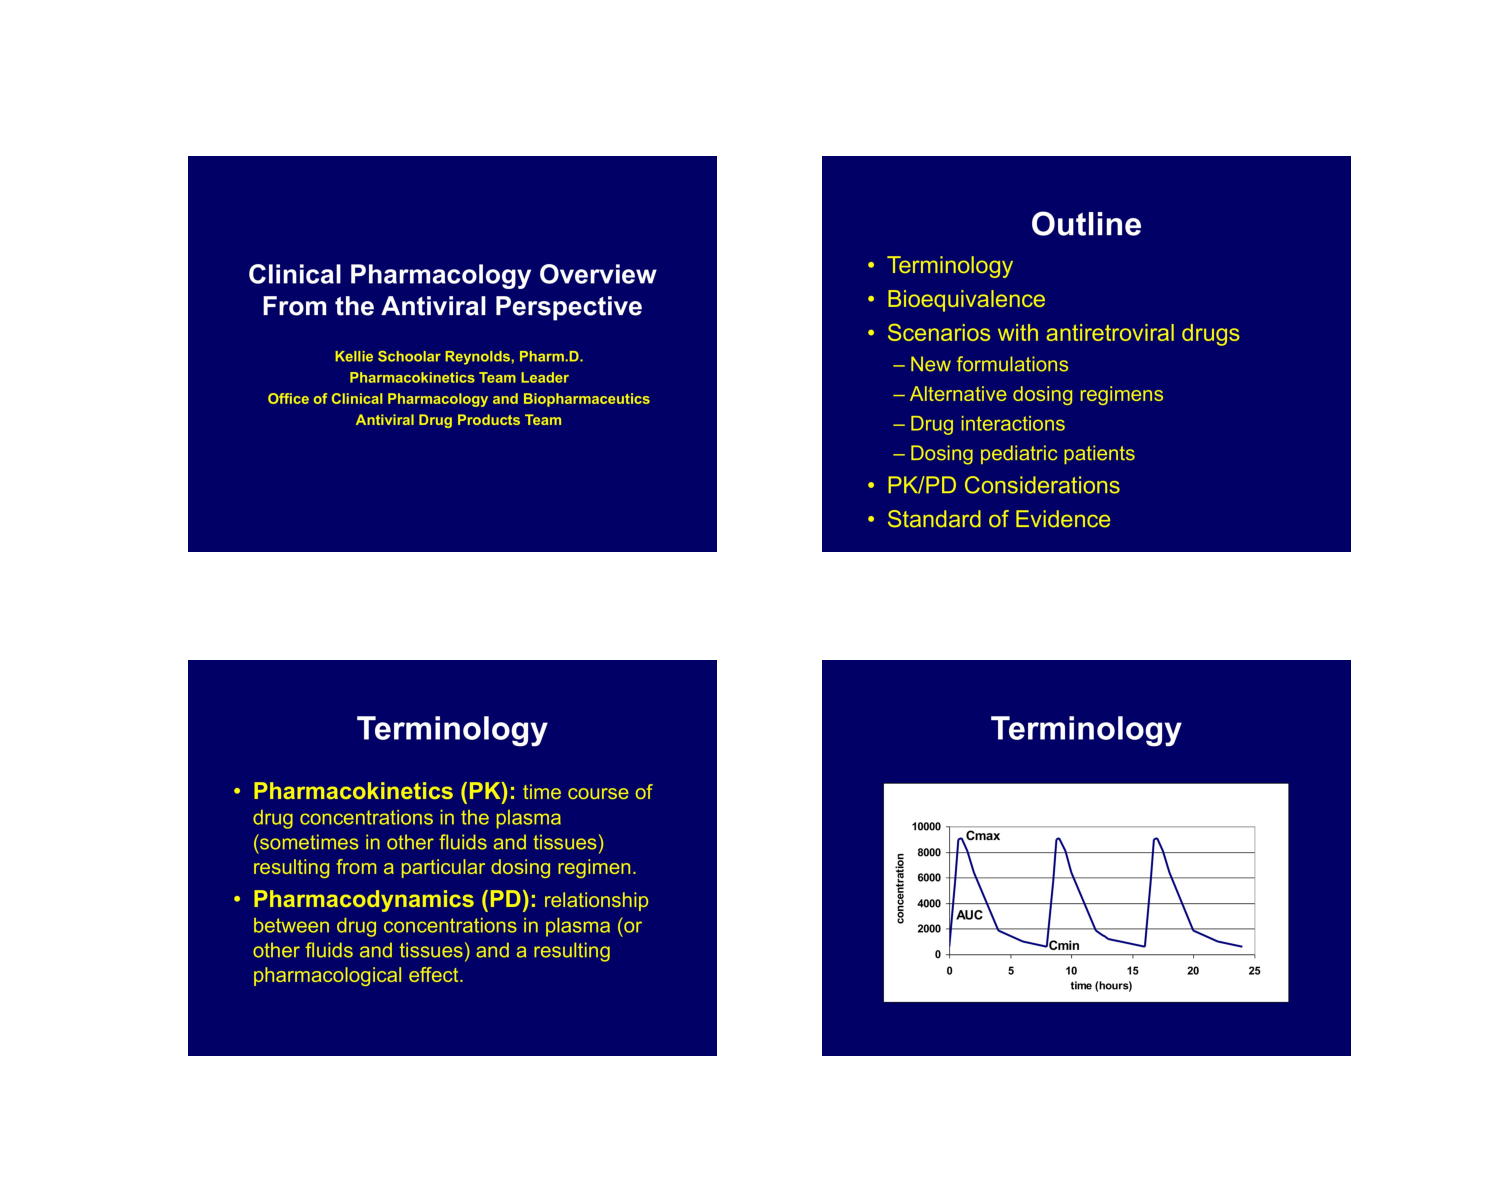 Clinical Pharmacology Overview
From the Antiviral Perspective
Kellie Schoolar Reynolds, Pharm.D.
Pharmacokinetics Team Leader
Office of Clinical Pharmacology and Biopharmaceutics
Antiviral Drug Products Team
Outline
• Terminology
• Bioequivalence
• Scenarios with antiretroviral drugs
– New formulations
– Alternative dosing regimens
– Drug interactions
– Dosing pediatric patients
• PK/PD Considerations
• Standard of Evidence
Terminology
• Pharmacokinetics (PK): time course of
drug concentrations in the plasma
(sometimes in other fluids and tissues)
resulting from a particular dosing regimen.
• Pharmacodynamics (PD): relationship
between drug concentrations in plasma (or
other fluids and tissues) and a resulting
pharmacological effect.
Terminology
10000
8000
6000
4000
2000
0
concentration
Cmax
AUC
Cmin
0 5 10 15 20 25
time (hours)